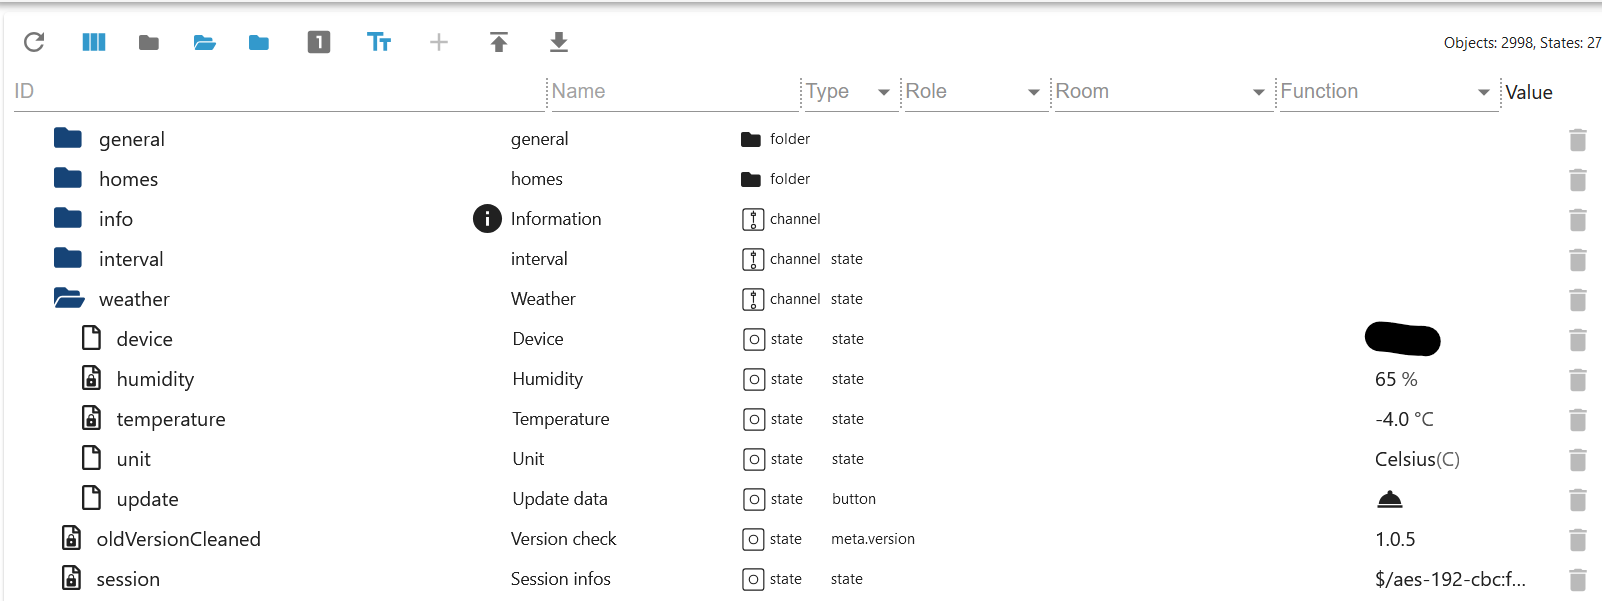 1 Tt Objects: 2998, States: 27
ID Name Type Role Room Function Value
general general folder
homes homes folder
info Information channel
interval interval channel state
weather Weather channel state
device Device state state
humidity Humidity state state 65 %
temperature Temperature state state -4.0 °C
unit Unit state state Celsius(C)
update Update data state button
oldVersionCleaned Version check state meta.version 1.0.5
session Session infos state state $/aes-192-cbc:f...